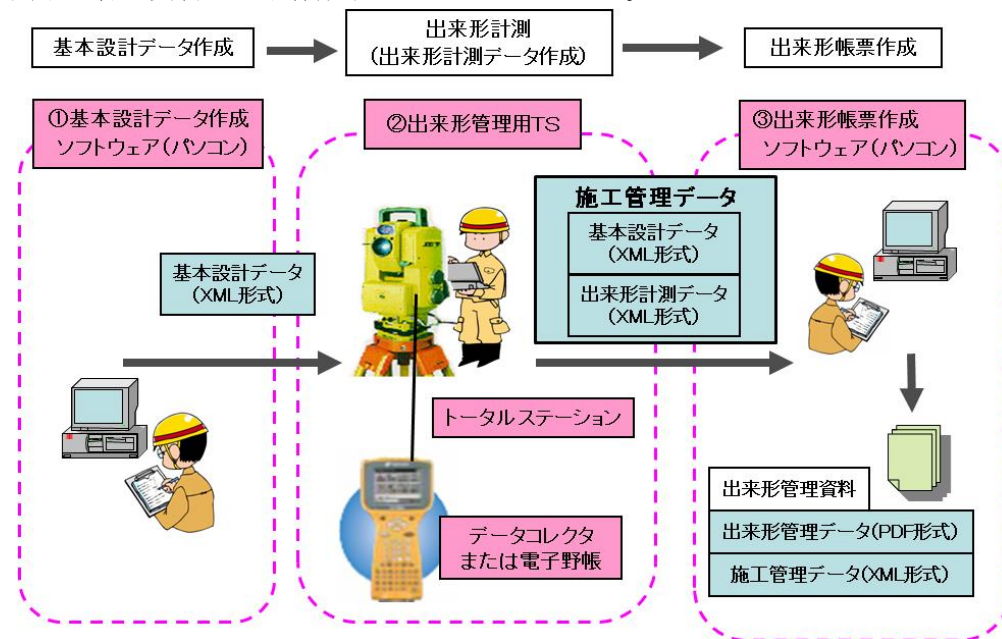 基本設計データ作成
出来形計測
(出来形計測データ作成)
出来形帳票作成
①基本設計データ作成
ソフトウェア(パソコン)
②出来形管理用TS
③出来形帳票作成
ソフトウェア(パソコン)
施工管理データ
基本設計データ
(XML形式)
出来形計測データ
(XML形式)
基本設計データ
(XML形式)
トータルステーション
データコレクタ
または電子野帳
出来形管理資料
出来形管理データ(PDF形式)
施工管理データ(XML形式)